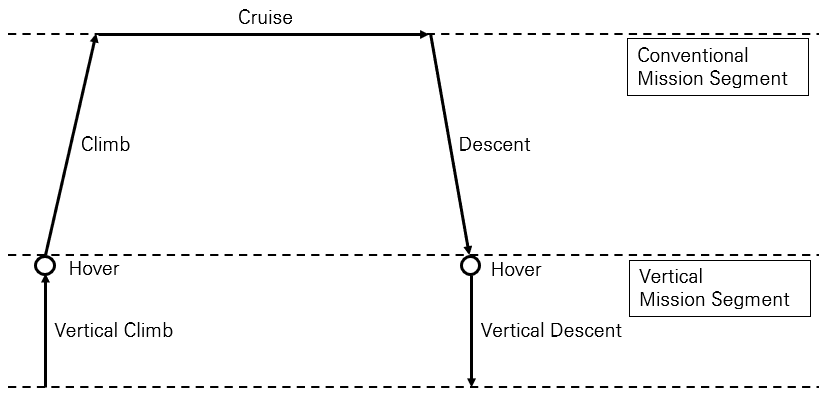 Cruise
Conventional
Mission Segment
Climb
Descent
Hover
Hover
Vertical
Mission Segment
Vertical Climb
Vertical Descent